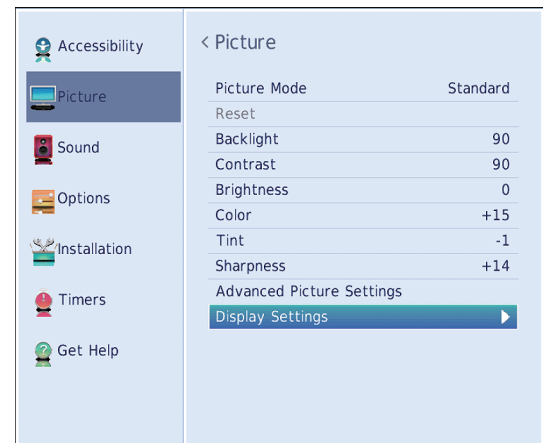 Accessibility
Picture
Sound
Options
Installation
Timers
Get Help
< Picture
Picture Mode Standard
Reset
Backlight 90
Contrast 90
Brightness 0
Color +15
Tint -1
Sharpness +14
Advanced Picture Settings
Display Settings